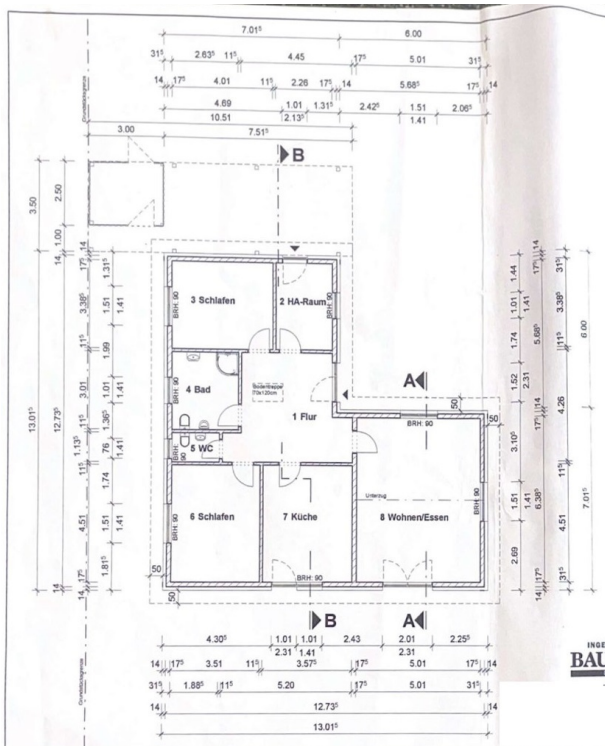 7.01⁵ 6.00
31⁵ 2.63⁵ 11⁵ 4.45 17⁵ 5.01 31⁵
14 17⁵ 4.01 11⁵ 2.26 17⁵ 14 5.68⁵ 17⁵ 14
4.69 1.01 1.31⁵ 2.42⁶ 1.51 2.06⁵
10.51 2.13⁵ 1.41
3.00 7.51⁵
Grundstücksgrenze
B
3.50
2.50
1.00
14
17⁵
1.31⁵
3.38⁵
1.51
1.41
11⁵
1.99
3.01
1.01
1.41
13.01⁵
12.73⁵
11⁵
1.36⁵
1.13⁵
76
1.41
11⁵
1.74
4.51
1.51
1.41
1.81⁵
17⁵
14
3 Schlafen
2 HA-Raum
BRH: 90
BRH: 90
4 Bad
BRH: 90
Bodentreppe
70x120cm
1 Flur
5 WC
BRH: 90
6 Schlafen
BRH: 90
7 Küche
BRH: 90
8 Wohnen/Essen
Unterzug
BRH: 90
BRH: 90
A
50
50
50
50
14
17⁵
31⁵
1.44
1.01
1.41
3.38⁵
5.68⁵
6.00
1.74
11⁵
1.52
2.31
4.26
14
17⁵
3.10⁵
11⁵
7.01⁵
1.51
1.41
6.38⁵
4.51
2.69
17⁵
31⁵
14
B
A
4.30⁵ 1.01 1.01 2.43 2.01 2.25⁵
2.31 1.41 2.31
14 17⁵ 3.51 11⁵ 3.57⁵ 17⁵ 5.01 17⁵ 14
31⁵ 1.88⁵ 11⁵ 5.20 17⁵ 5.01 31⁵
14 12.73⁵ 14
13.01⁵
Grundstücksgrenze
INGE
BAU